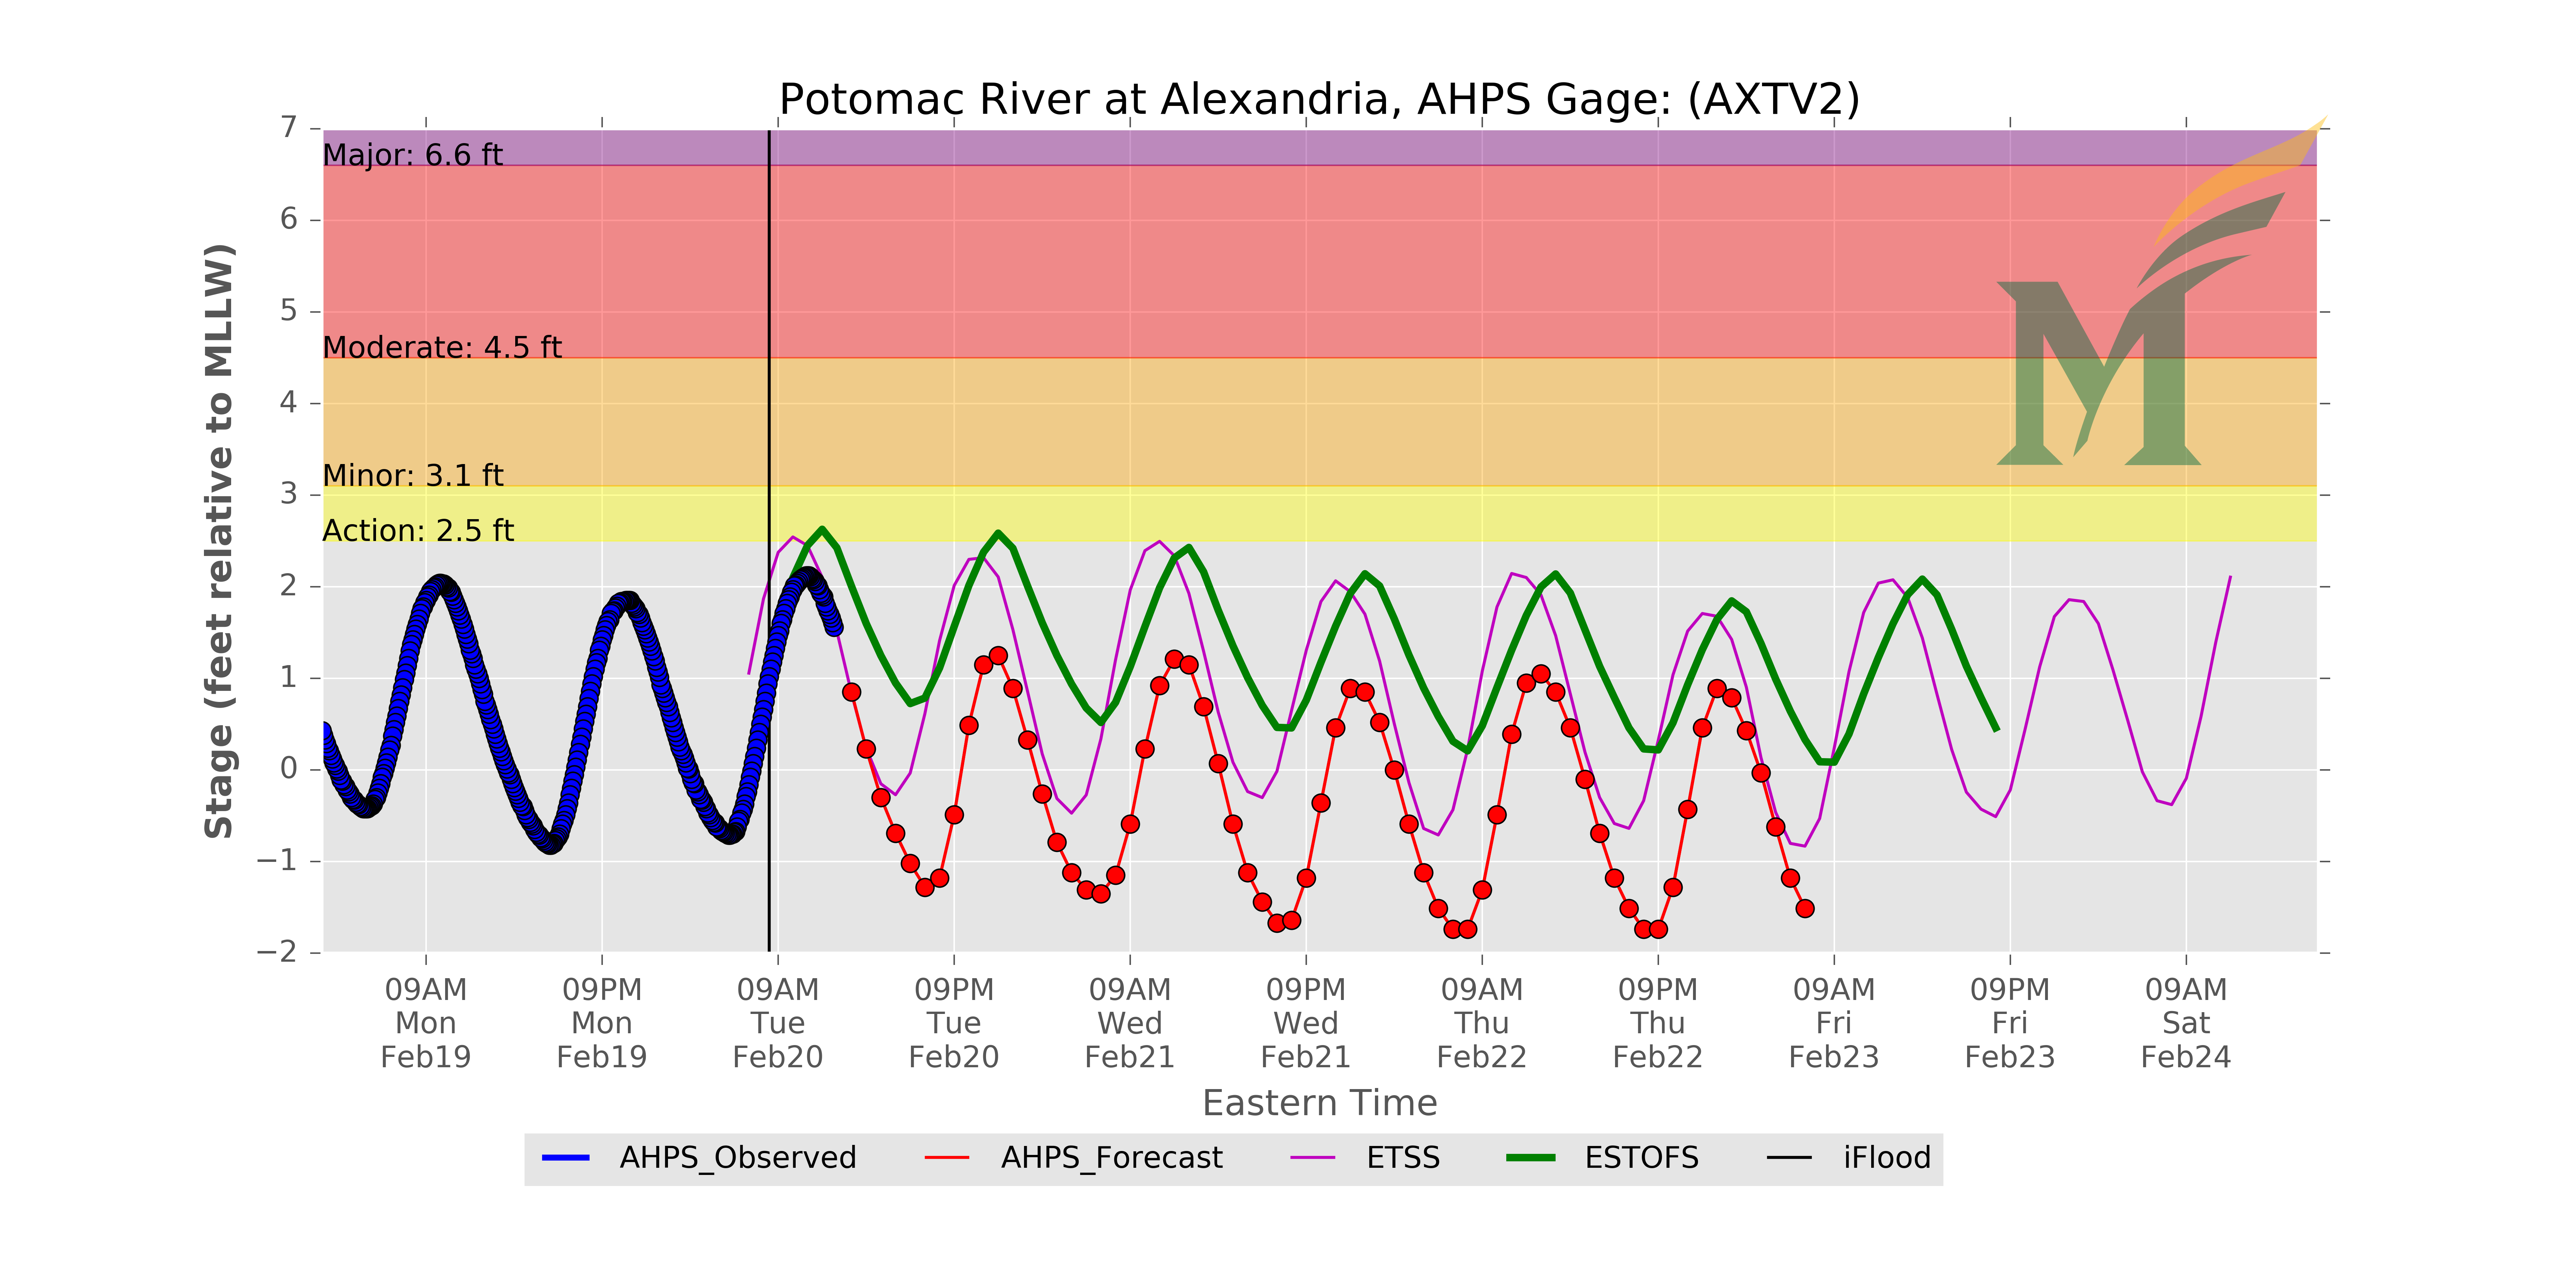 Potomac River at Alexandria, AHPS Gage: (AXTV2)
Stage (feet relative to MLLW)
7
6
5
4
3
2
1
0
−1
−2
Major: 6.6 ft
Moderate: 4.5 ft
Minor: 3.1 ft
Action: 2.5 ft
M
09AM
Mon
Feb19
09PM
Mon
Feb19
09AM
Tue
Feb20
09PM
Tue
Feb20
09AM
Wed
Feb21
09PM
Wed
Feb21
09AM
Thu
Feb22
09PM
Thu
Feb22
09AM
Fri
Feb23
09PM
Fri
Feb23
09AM
Sat
Feb24
Eastern Time
AHPS_Observed
AHPS_Forecast
ETSS
ESTOFS
iFlood